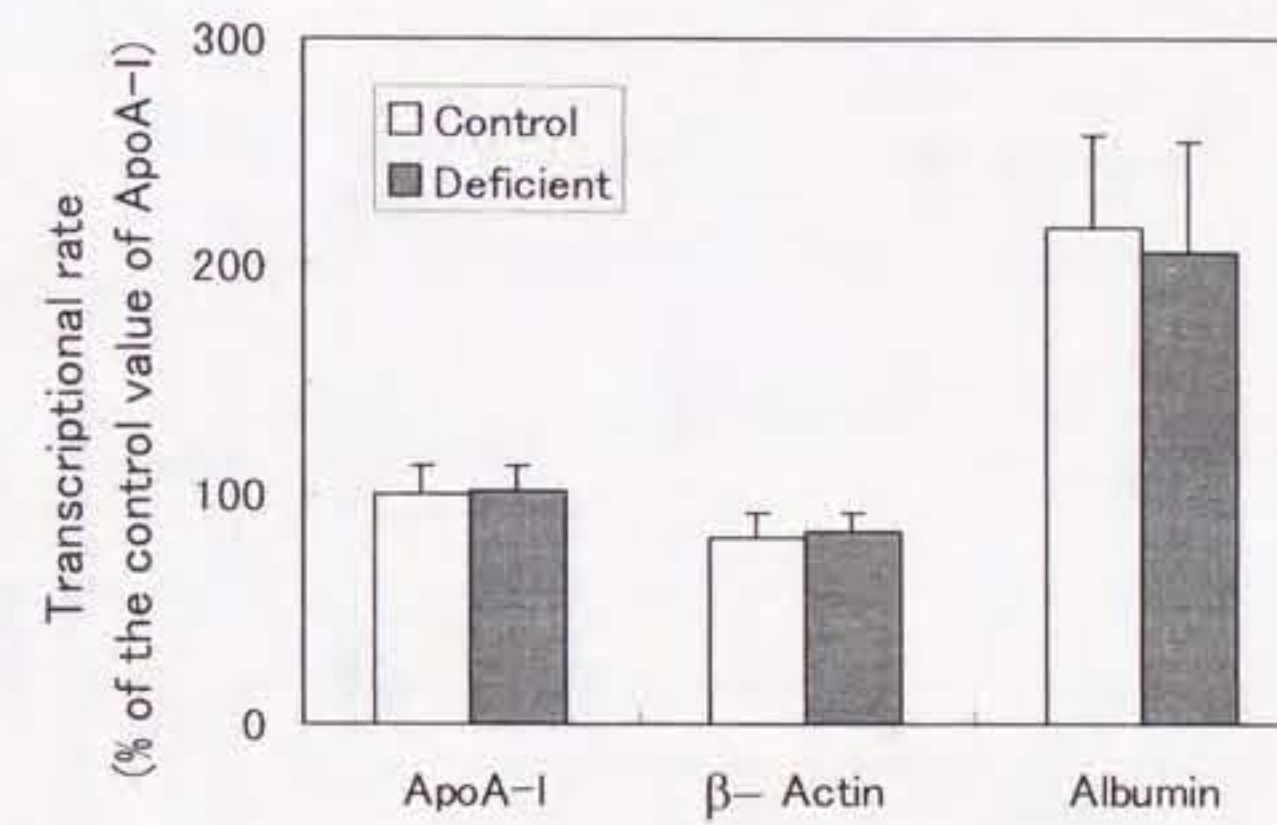 Transcriptional rate
(% of the control value of ApoA-I)
300
200
100
0
Control
Deficient
ApoA-I
β- Actin
Albumin